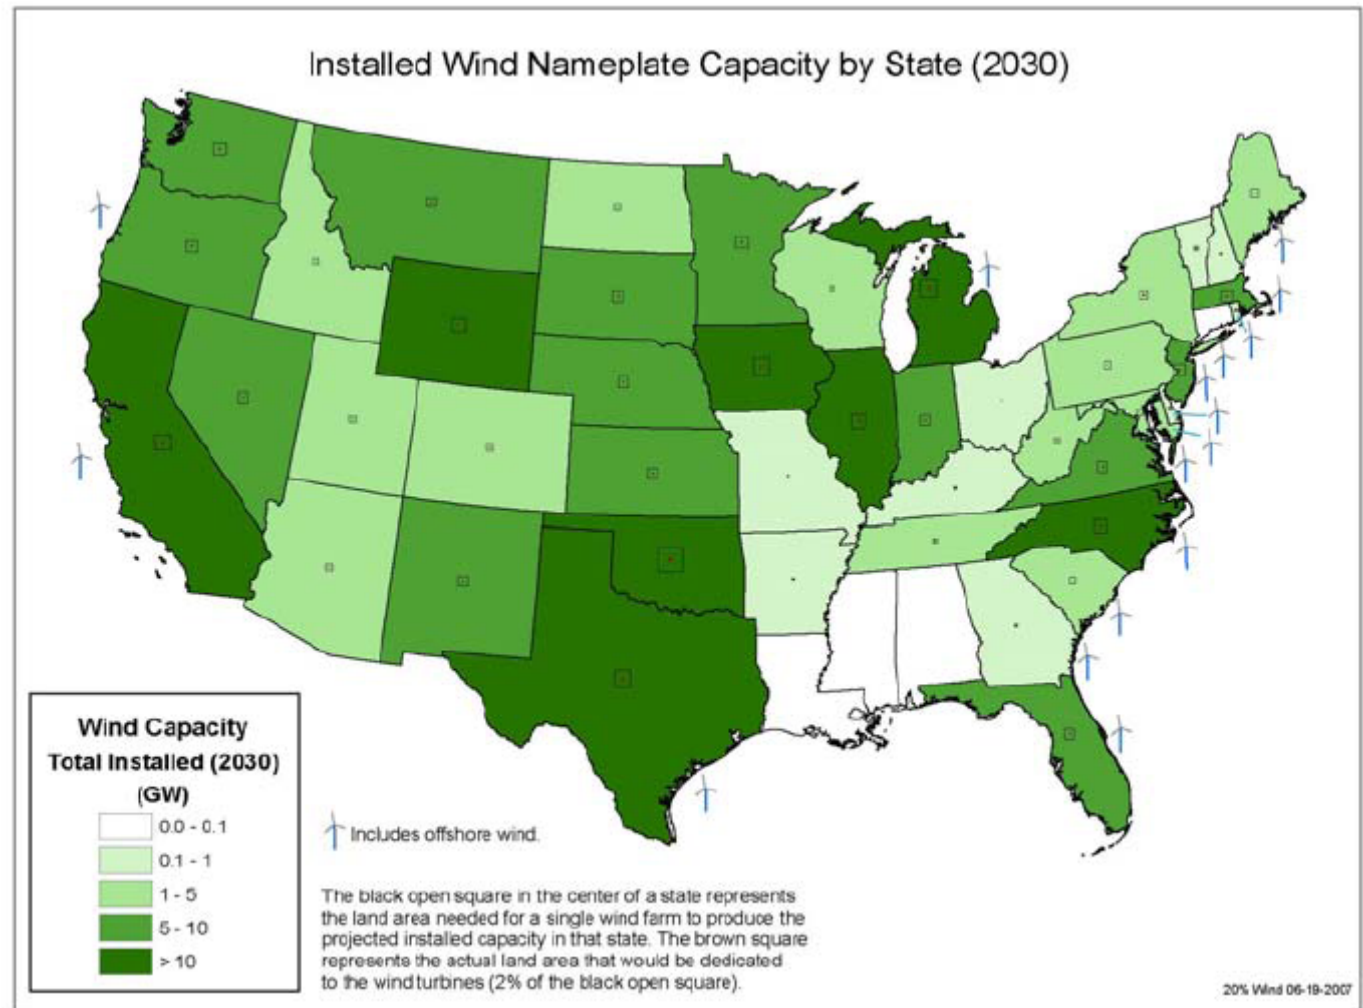 Installed Wind Nameplate Capacity by State (2030)
Wind Capacity
Total Installed (2030)
(GW)
0.0 - 0.1
0.1 - 1
1 - 5
5 - 10
> 10
Includes offshore wind.
The black open square in the center of a state represents
the land area needed for a single wind farm to produce the
projected installed capacity in that state. The brown square
represents the actual land area that would be dedicated
to the wind turbines (2% of the black open square).
20% Wind 06-19-2007